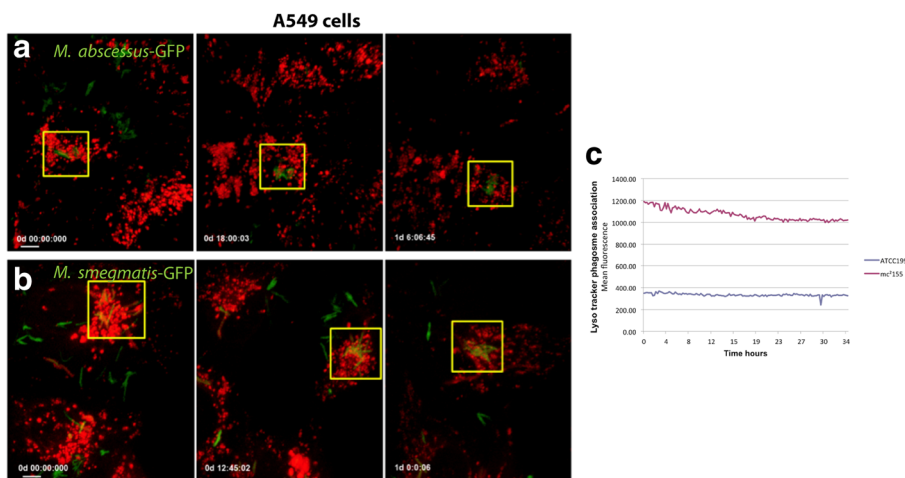 A549 cells
a
M. abscessus-GFP
0d 00:00:000
0d 18:00:03
1d 6:06:45
b
M. smegmatis-GFP
0d 00:00:000
0d 12:45:02
1d 0:0:06
c
Lyso tracker phagosme association
Mean fluorescence
1400.00
1200.00
1000.00
800.00
600.00
400.00
200.00
0.00
0 4 8 12 15 19 23 26 30 34
Time hours
ATCC199
mc²155